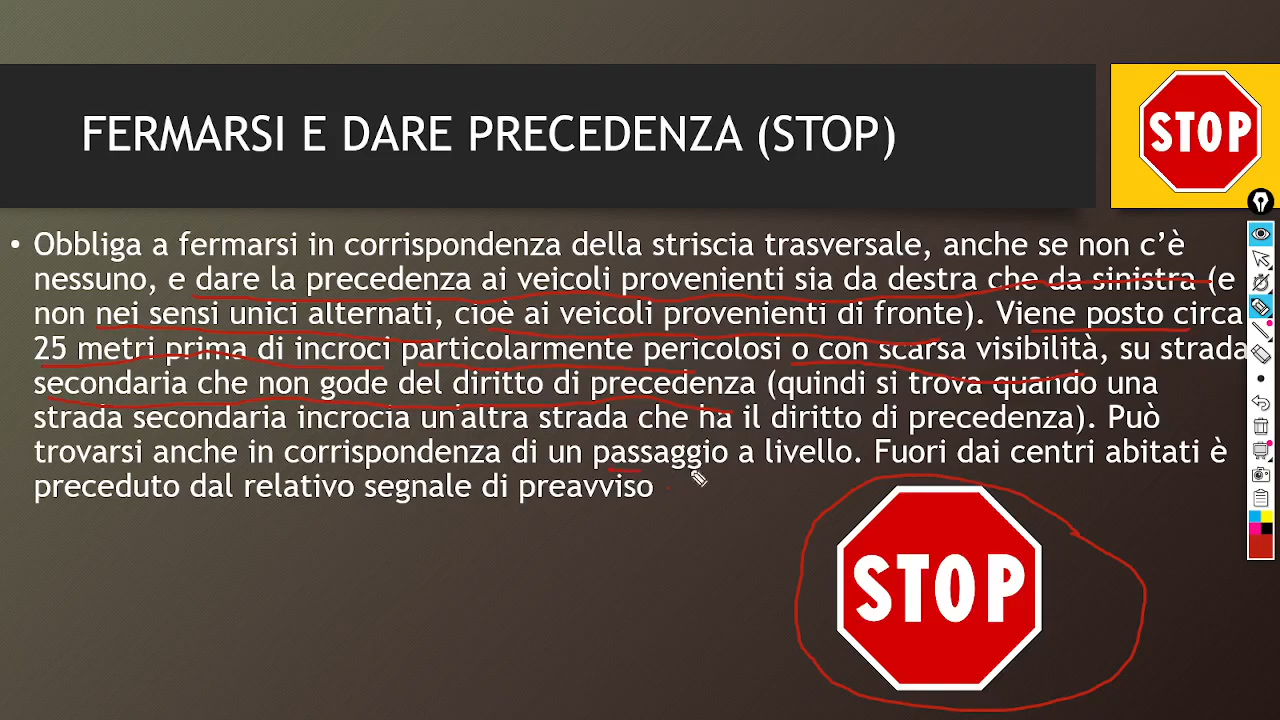 FERMARSI E DARE PRECEDENZA (STOP)
STOP
• Obbliga a fermarsi in corrispondenza della striscia trasversale, anche se non c’è
nessuno, e dare la precedenza ai veicoli provenienti sia da destra che da sinistra (e
non nei sensi unici alternati, cioè ai veicoli provenienti di fronte). Viene posto circa
25 metri prima di incroci particolarmente pericolosi o con scarsa visibilità, su strada
secondaria che non gode del diritto di precedenza (quindi si trova quando una
strada secondaria incrocia un'altra strada che ha il diritto di precedenza). Può
trovarsi anche in corrispondenza di un passaggio a livello. Fuori dai centri abitati è
preceduto dal relativo segnale di preavviso
STOP